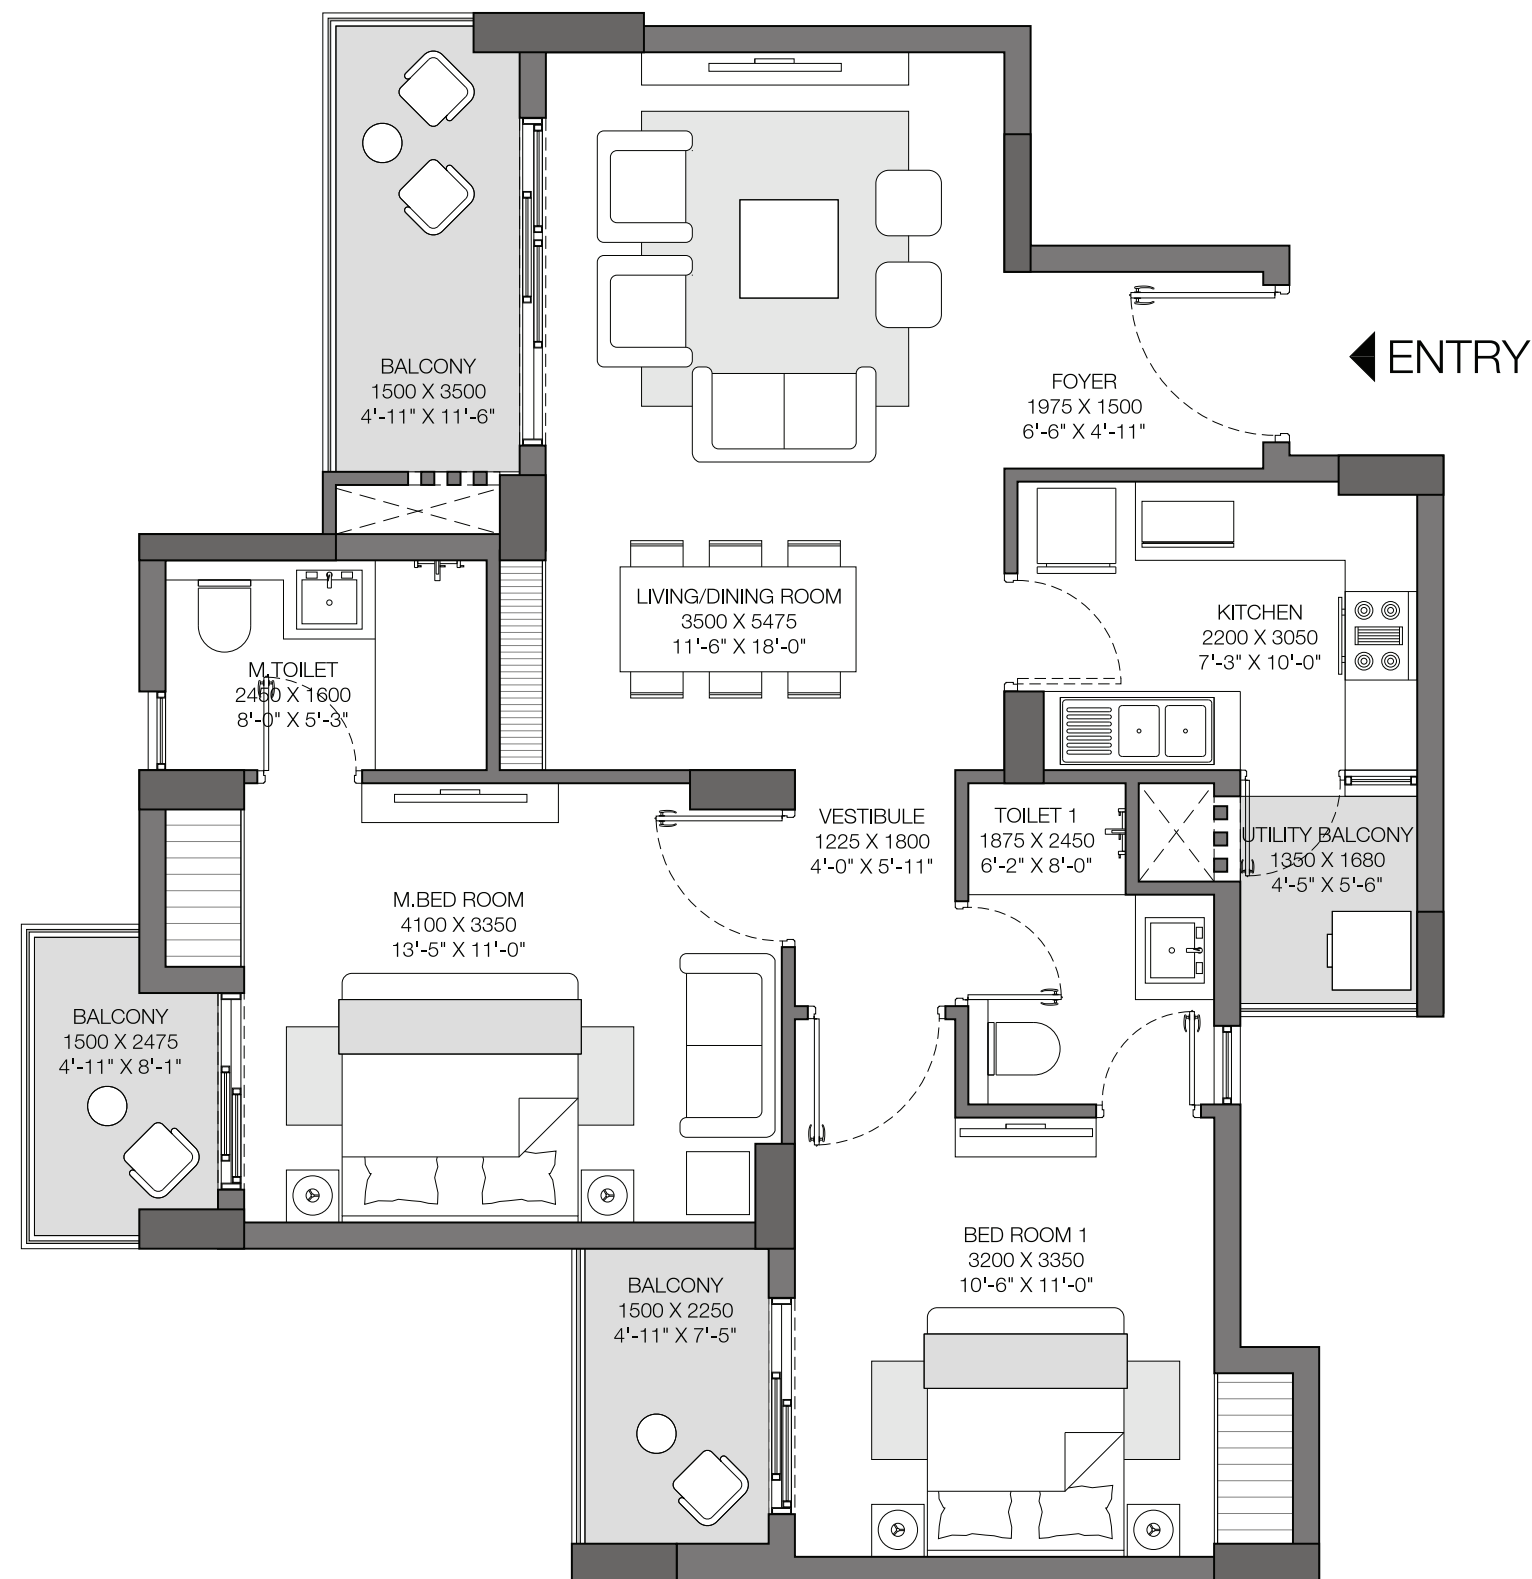 ENTRY
BALCONY
1500 X 3500
4'-11" X 11'-6"
FOYER
1975 X 1500
6'-6" X 4'-11"
LIVING/DINING ROOM
3500 X 5475
11'-6" X 18'-0"
KITCHEN
2200 X 3050
7'-3" X 10'-0"
M.TOILET
2450 X 1600
8'-0" X 5'-3"
VESTIBULE
1225 X 1800
4'-0" X 5'-11"
TOILET 1
1875 X 2450
6'-2" X 8'-0"
UTILITY BALCONY
1350 X 1680
4'-5" X 5'-6"
M.BED ROOM
4100 X 3350
13'-5" X 11'-0"
BALCONY
1500 X 2475
4'-11" X 8'-1"
BED ROOM 1
3200 X 3350
10'-6" X 11'-0"
BALCONY
1500 X 2250
4'-11" X 7'-5"